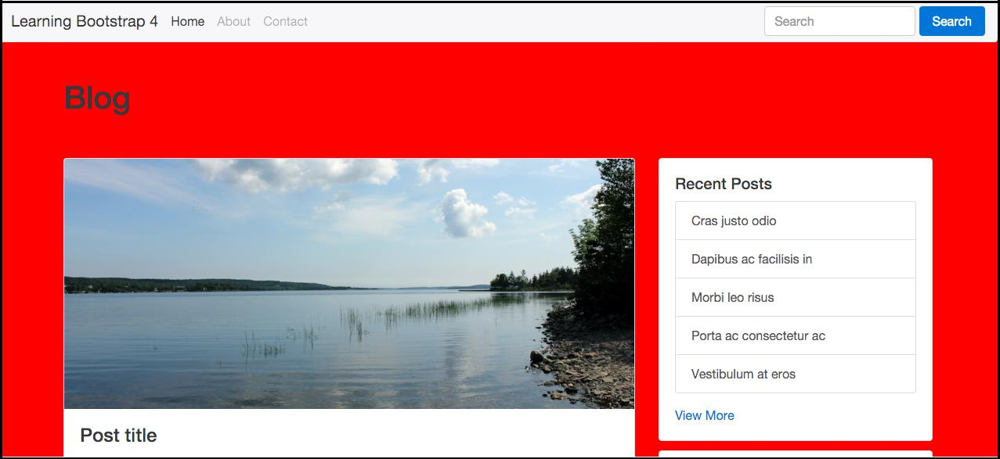 Learning Bootstrap 4 Home About Contact Search Search
Blog
Recent Posts
Cras justo odio
Dapibus ac facilisis in
Morbi leo risus
Porta ac consectetur ac
Vestibulum at eros
View More
Post title